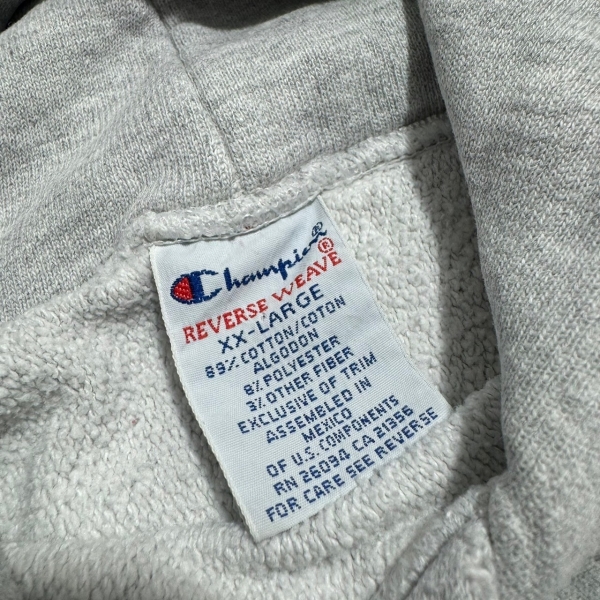 Champion®
REVERSE WEAVE®
XX-LARGE
89% COTTON/COTON
ALGODON
8% POLYESTER
3% OTHER FIBER
EXCLUSIVE OF TRIM
ASSEMBLED IN
MEXICO
OF U.S. COMPONENTS
RN 26094 CA 21356
FOR CARE SEE REVERSE